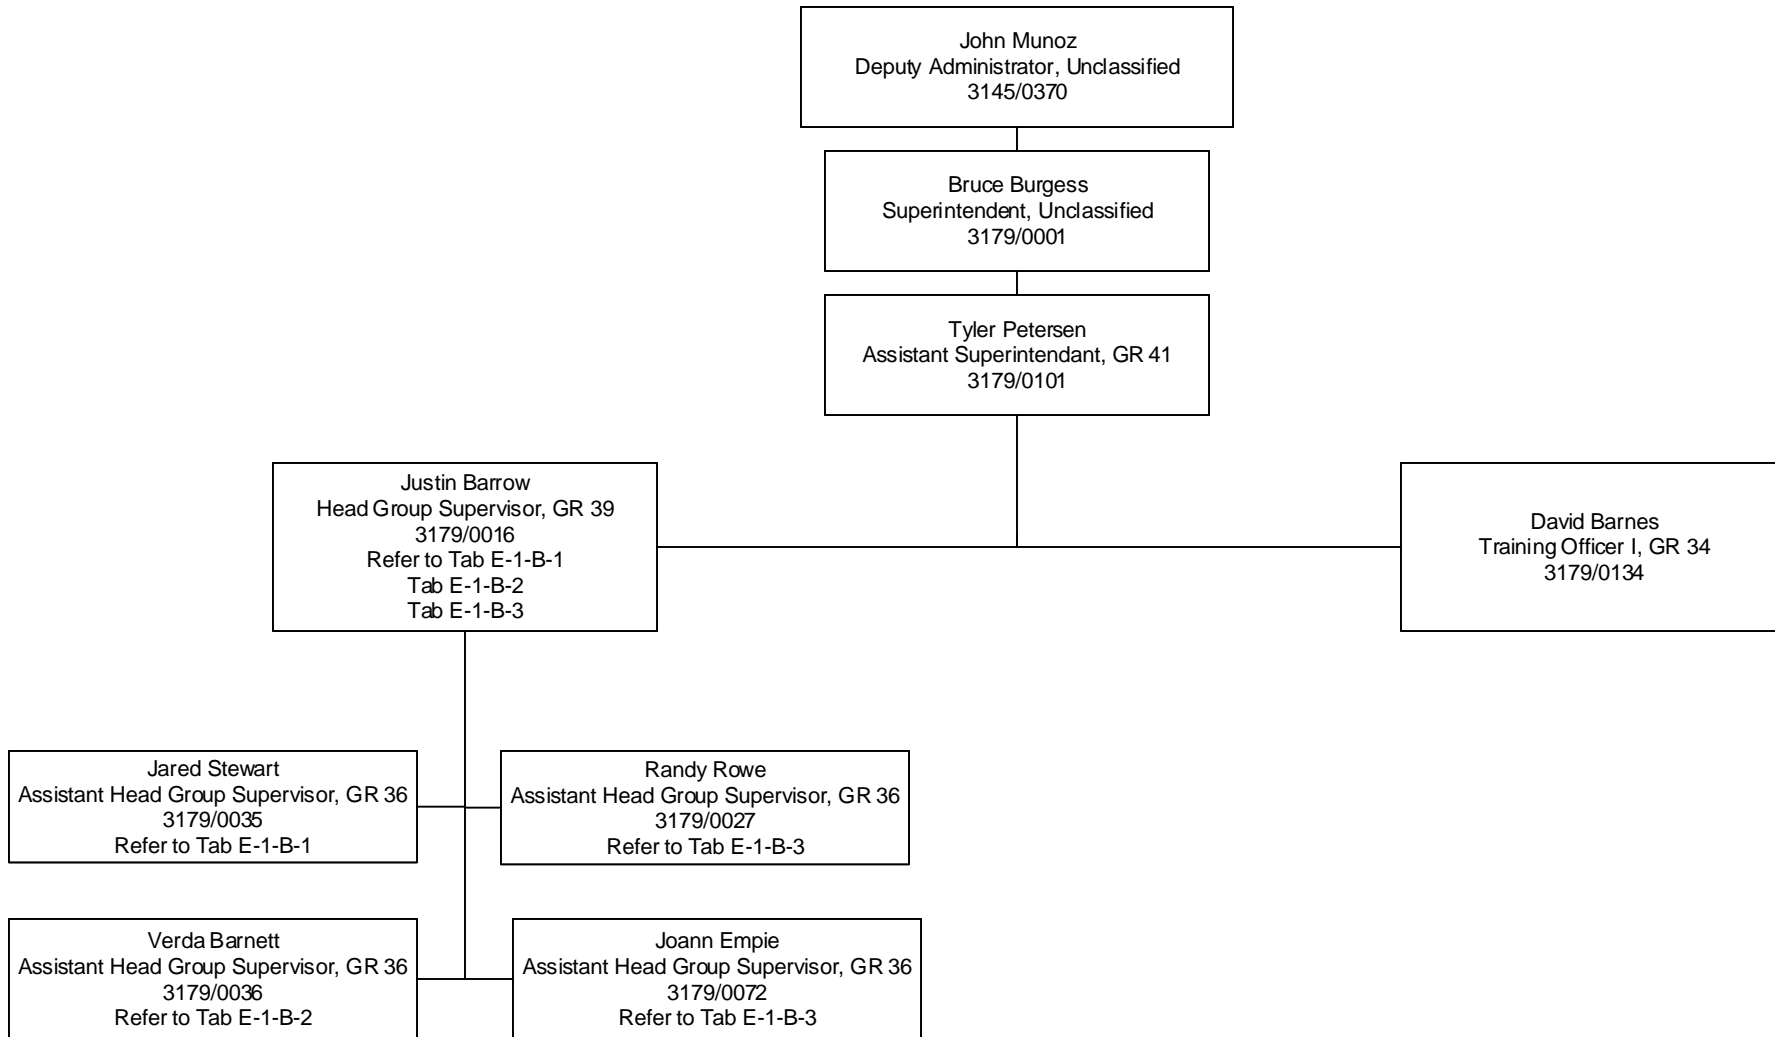 John Munoz
Deputy Administrator, Unclassified
3145/0370
Bruce Burgess
Superintendent, Unclassified
3179/0001
Tyler Petersen
Assistant Superintendant, GR 41
3179/0101
Justin Barrow
Head Group Supervisor, GR 39
3179/0016
Refer to Tab E-1-B-1
Tab E-1-B-2
Tab E-1-B-3
David Barnes
Training Officer I, GR 34
3179/0134
Jared Stewart
Assistant Head Group Supervisor, GR 36
3179/0035
Refer to Tab E-1-B-1
Randy Rowe
Assistant Head Group Supervisor, GR 36
3179/0027
Refer to Tab E-1-B-3
Verda Barnett
Assistant Head Group Supervisor, GR 36
3179/0036
Refer to Tab E-1-B-2
Joann Empie
Assistant Head Group Supervisor, GR 36
3179/0072
Refer to Tab E-1-B-3